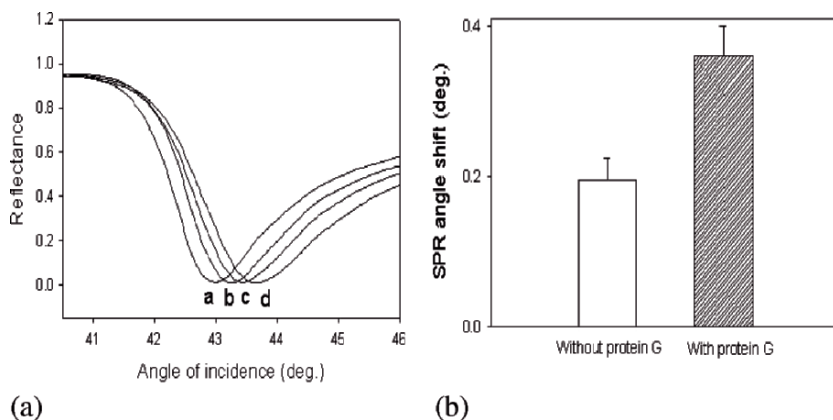 1.2
1.0
0.8
0.6
0.4
0.2
0.0
Reflectance
a b c d
41 42 43 44 45 46
Angle of incidence (deg.)
(a)
0.4
0.2
0.0
SPR angle shift (deg.)
Without protein G With protein G
(b)